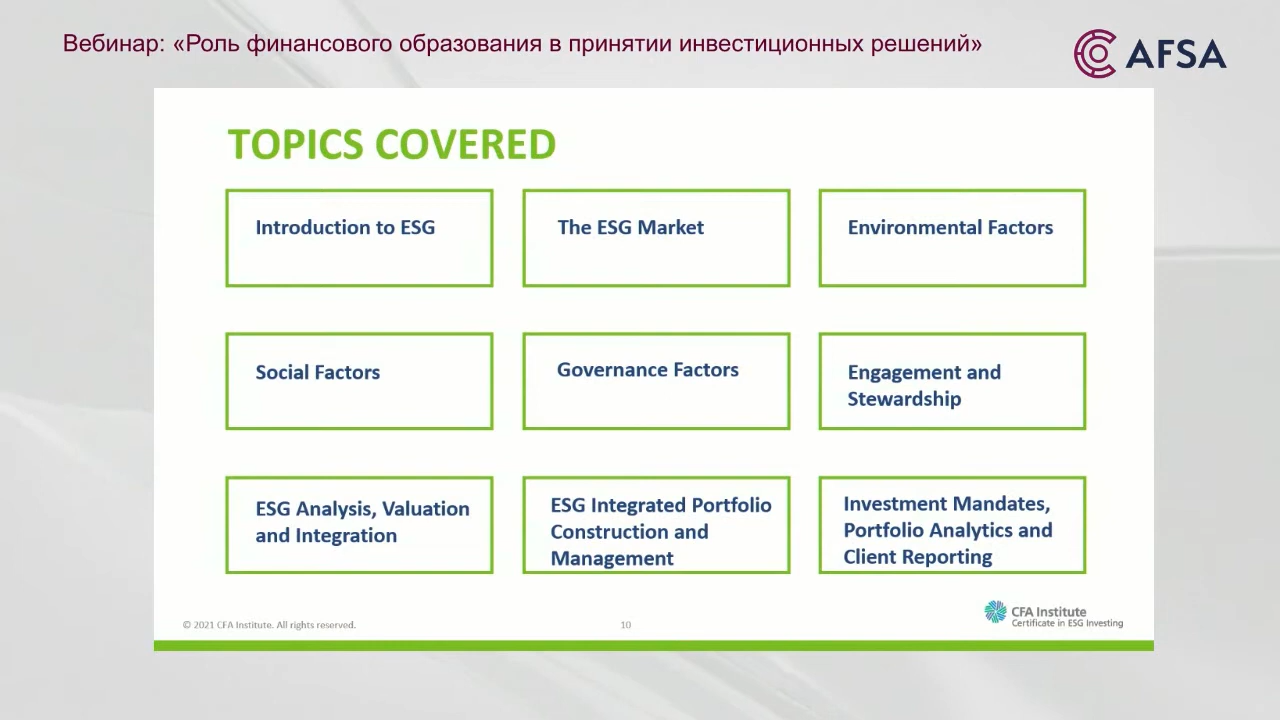 Вебинар: «Роль финансового образования в принятии инвестиционных решений»
AFSA
TOPICS COVERED
Introduction to ESG
The ESG Market
Environmental Factors
Social Factors
Governance Factors
Engagement and
Stewardship
ESG Analysis, Valuation
and Integration
ESG Integrated Portfolio
Construction and
Management
Investment Mandates,
Portfolio Analytics and
Client Reporting
© 2021 CFA Institute. All rights reserved.
10
CFA Institute
Certificate in ESG Investing